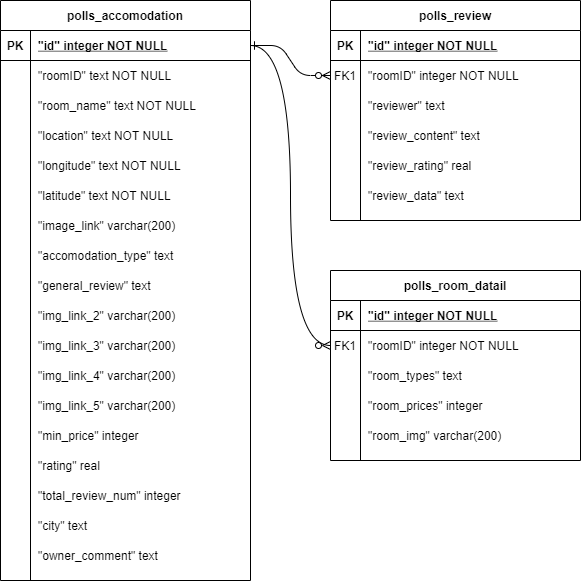 polls_accomodation
PK "id" integer NOT NULL
"roomID" text NOT NULL
"room_name" text NOT NULL
"location" text NOT NULL
"longitude" text NOT NULL
"latitude" text NOT NULL
"image_link" varchar(200)
"accomodation_type" text
"general_review" text
"img_link_2" varchar(200)
"img_link_3" varchar(200)
"img_link_4" varchar(200)
"img_link_5" varchar(200)
"min_price" integer
"rating" real
"total_review_num" integer
"city" text
"owner_comment" text
polls_review
PK "id" integer NOT NULL
FK1 "roomID" integer NOT NULL
"reviewer" text
"review_content" text
"review_rating" real
"review_data" text
polls_room_datail
PK "id" integer NOT NULL
FK1 "roomID" integer NOT NULL
"room_types" text
"room_prices" integer
"room_img" varchar(200)